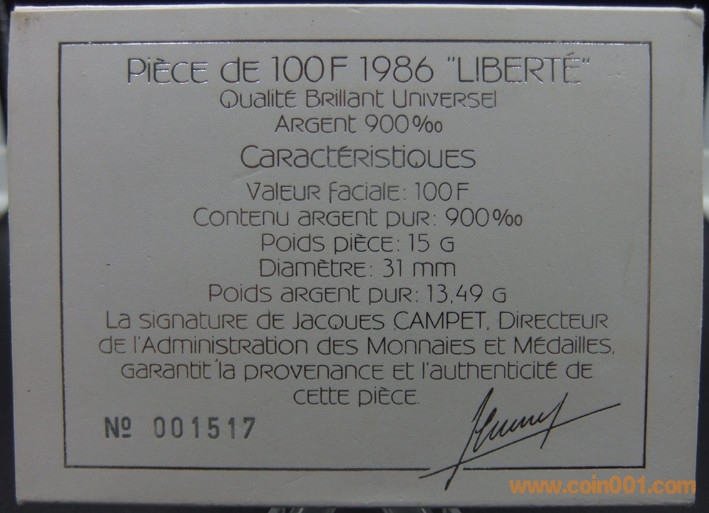 Pièce de 100F 1986 "LIBERTÉ"
Qualité Brillant Universel
Argent 900‰
Caractéristiques
Valeur faciale: 100F
Contenu argent pur: 900‰
Poids pièce: 15 g
Diamètre: 31 mm
Poids argent pur: 13,49 g
La signature de Jacques CAMPET, Directeur
de l'Administration des Monnaies et Médailles,
garantit la provenance et l'authenticité de
cette pièce.
Nº 001517
www.coin001.com